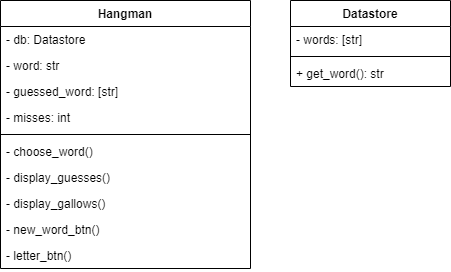 Hangman
- db: Datastore
- word: str
- guessed_word: [str]
- misses: int
- choose_word()
- display_guesses()
- display_gallows()
- new_word_btn()
- letter_btn()
Datastore
- words: [str]
+ get_word(): str